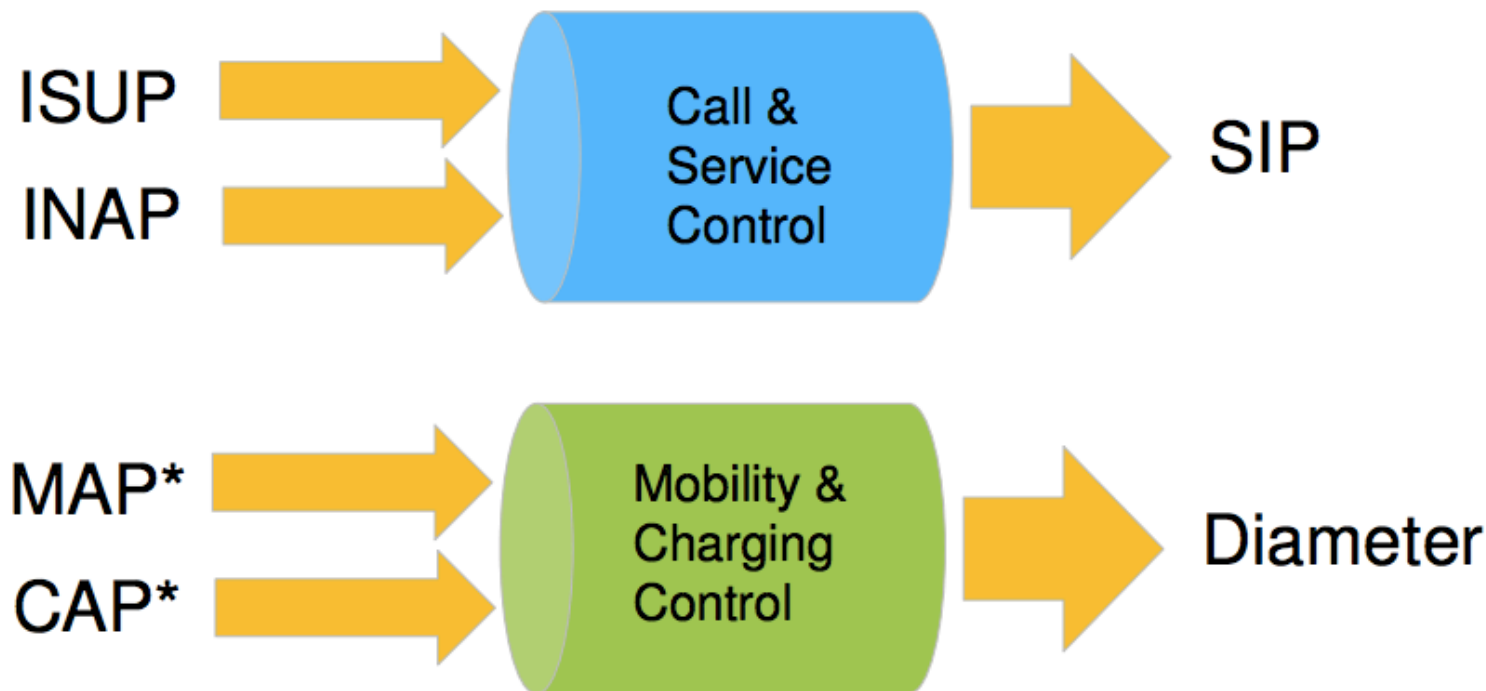 ISUP
INAP
Call &
Service
Control
SIP
MAP*
CAP*
Mobility &
Charging
Control
Diameter